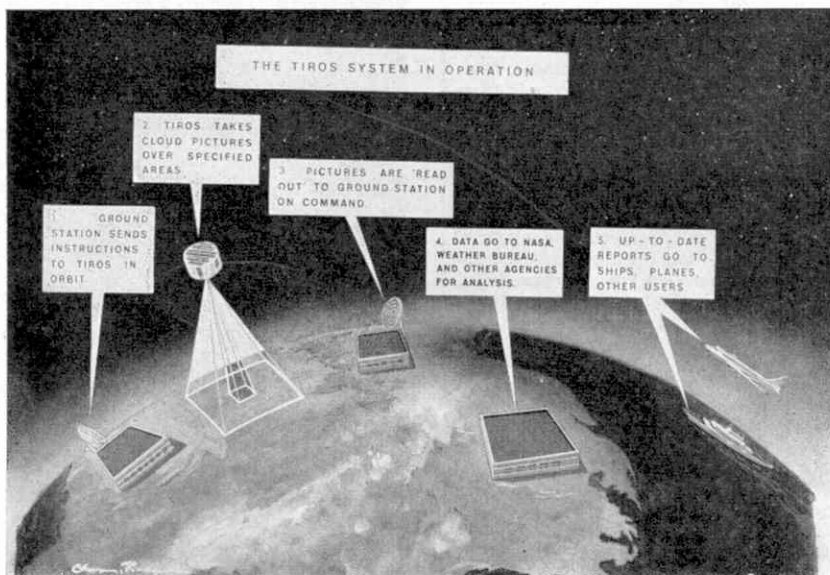 THE TIROS SYSTEM IN OPERATION
1. GROUND
STATION SENDS
INSTRUCTIONS
TO TIROS IN
ORBIT.
2. TIROS TAKES
CLOUD PICTURES
OVER SPECIFIED
AREAS.
3. PICTURES ARE 'READ
OUT' TO GROUND STATION
ON COMMAND.
4. DATA GO TO NASA,
WEATHER BUREAU,
AND OTHER AGENCIES
FOR ANALYSIS.
5. UP-TO-DATE
REPORTS GO TO
SHIPS, PLANES,
OTHER USERS